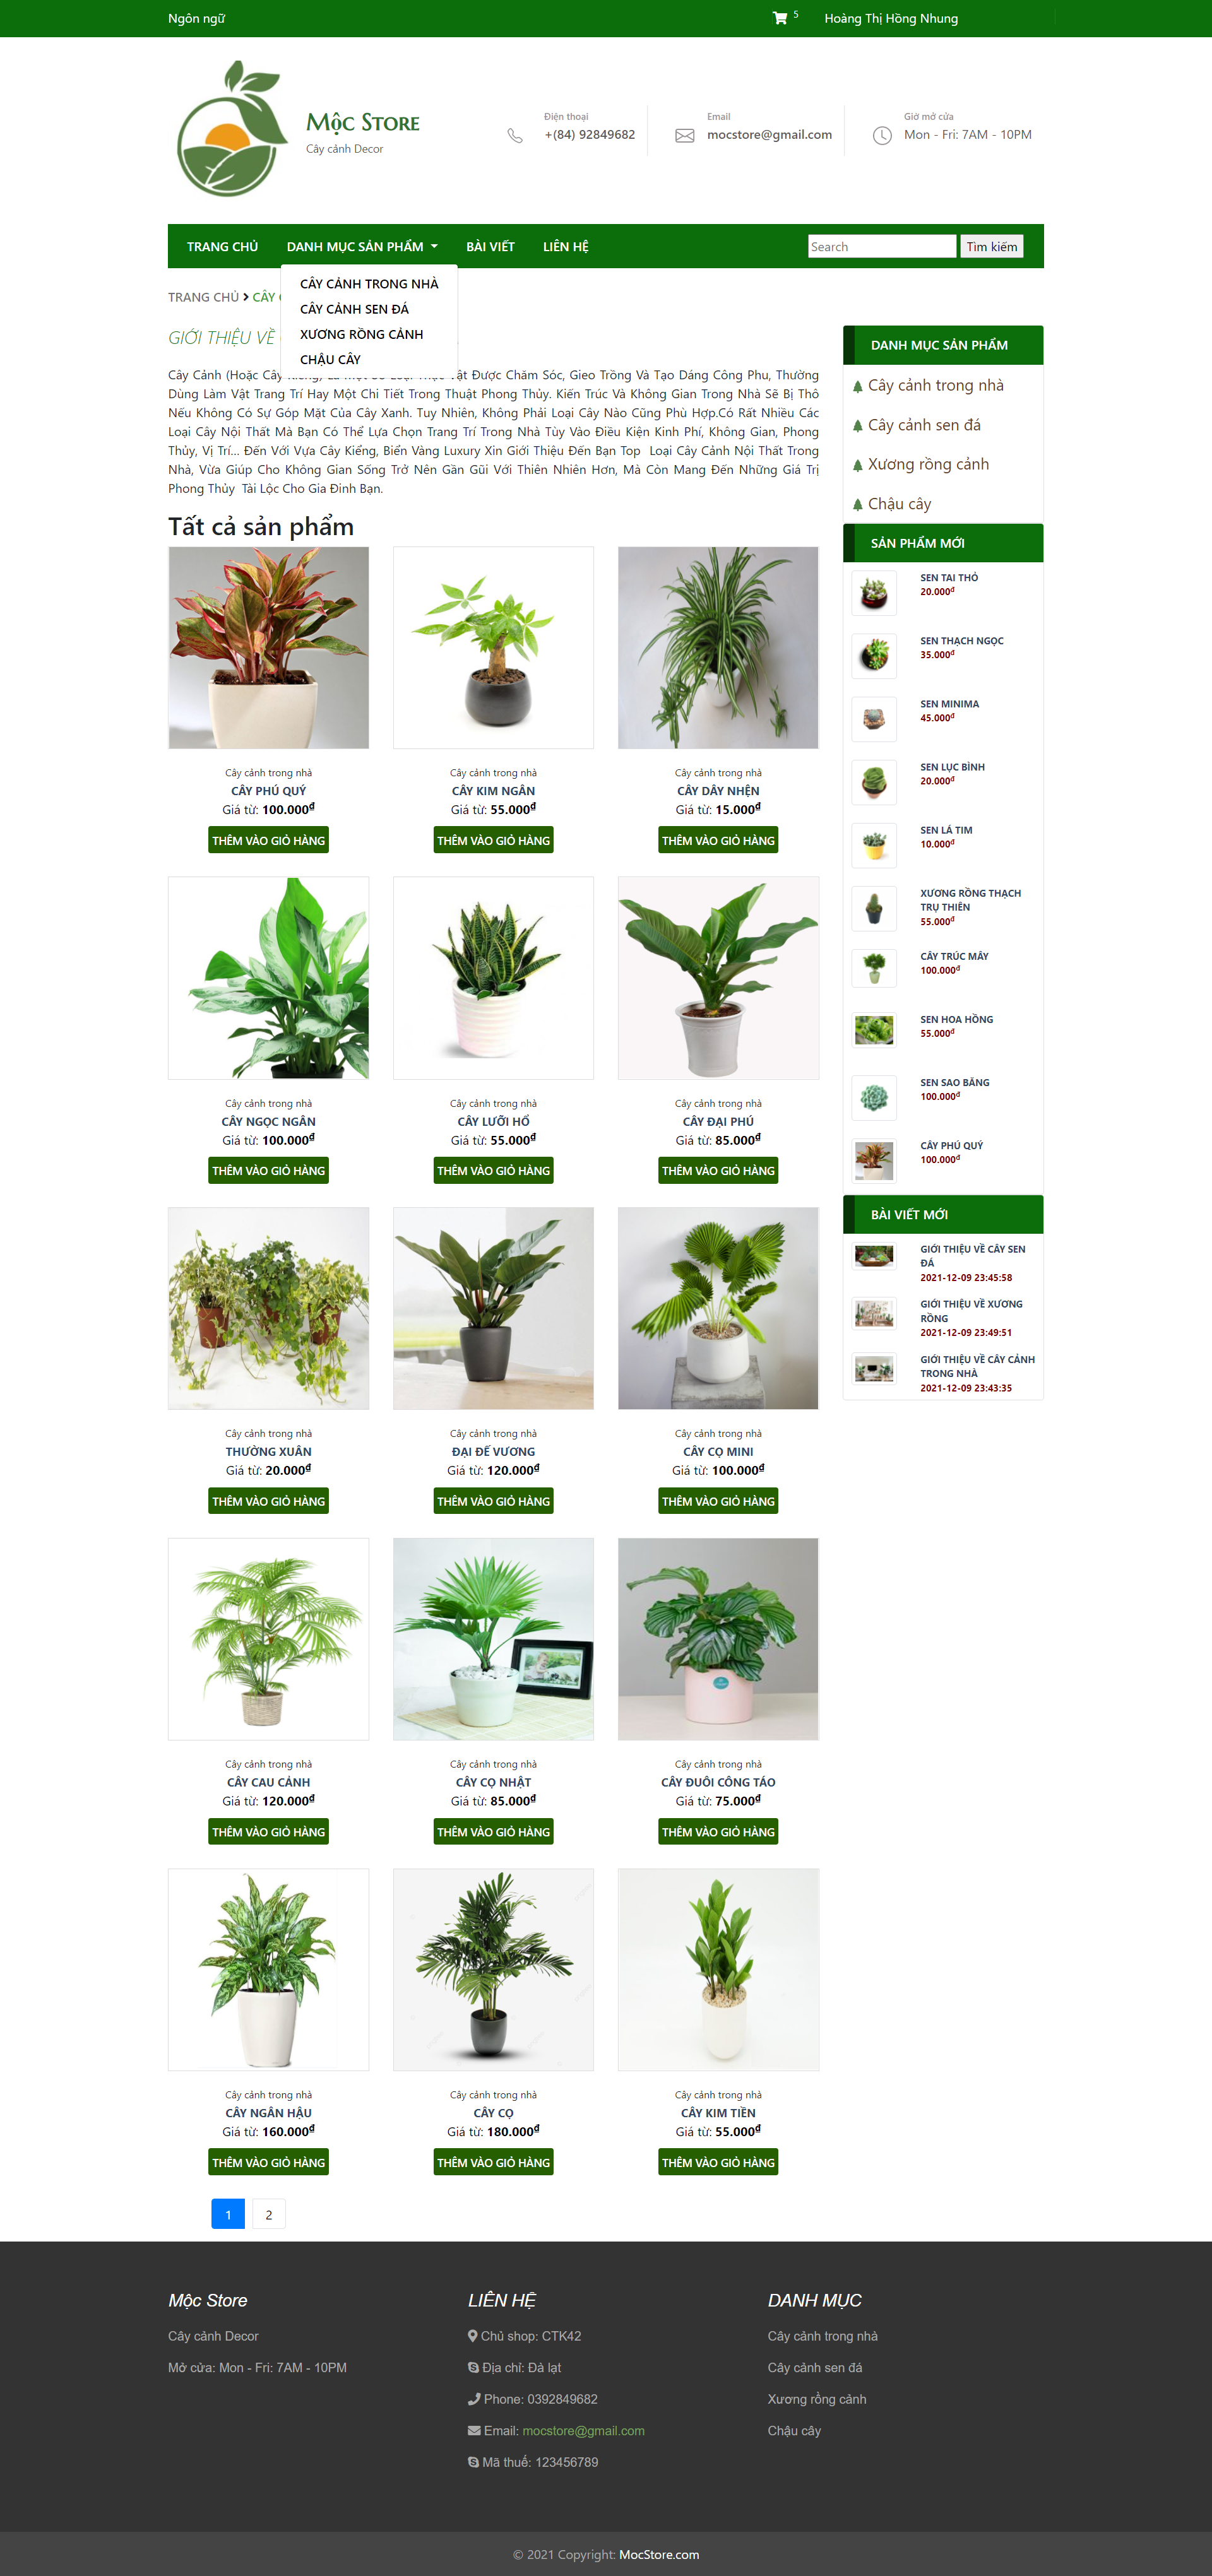 Ngôn ngữ
5
Hoàng Thị Hồng Nhung
Mộc Store
Cây cảnh Decor
Điện thoại
+(84) 92849682
Email
mocstore@gmail.com
Giờ mở cửa
Mon - Fri: 7AM - 10PM
TRANG CHỦ
DANH MỤC SẢN PHẨM
BÀI VIẾT
LIÊN HỆ
Search
Tìm kiếm
CÂY CẢNH TRONG NHÀ
CÂY CẢNH SEN ĐÁ
XƯƠNG RỒNG CẢNH
CHẬU CÂY
TRANG CHỦ > CÂY
GIỚI THIỆU VỀ
Cây Cảnh (Hoặc Cây Vật Được Chăm Sóc, Gieo Trồng Và Tạo Dáng Công Phu, Thường
Dùng Làm Vật Trang Trí Hay Một Chi Tiết Trong Thuật Phong Thủy. Kiến Trúc Và Không Gian Trong Nhà Sẽ Bị Thô
Nếu Không Có Sự Góp Mặt Của Cây Xanh. Tuy Nhiên, Không Phải Loại Cây Nào Cũng Phù Hợp.Có Rất Nhiều Các
Loại Cây Nội Thất Mà Bạn Có Thể Lựa Chọn Trang Trí Trong Nhà Tùy Vào Điều Kiện Kinh Phí, Không Gian, Phong
Thủy, Vị Trí... Đến Với Vựa Cây Kiểng, Biển Vàng Luxury Xin Giới Thiệu Đến Bạn Top Loại Cây Cảnh Nội Thất Trong
Nhà, Vừa Giúp Cho Không Gian Sống Trở Nên Gần Gũi Với Thiên Nhiên Hơn, Mà Còn Mang Đến Những Giá Trị
Phong Thủy Tài Lộc Cho Gia Đình Bạn.
Tất cả sản phẩm
Cây cảnh trong nhà
CÂY PHÚ QUÝ
Giá từ: 100.000đ
THÊM VÀO GIỎ HÀNG
Cây cảnh trong nhà
CÂY KIM NGÂN
Giá từ: 55.000đ
THÊM VÀO GIỎ HÀNG
Cây cảnh trong nhà
CÂY DÂY NHỆN
Giá từ: 15.000đ
THÊM VÀO GIỎ HÀNG
Cây cảnh trong nhà
CÂY NGỌC NGÂN
Giá từ: 100.000đ
THÊM VÀO GIỎ HÀNG
Cây cảnh trong nhà
CÂY LƯỠI HỔ
Giá từ: 55.000đ
THÊM VÀO GIỎ HÀNG
Cây cảnh trong nhà
CÂY ĐẠI PHÚ
Giá từ: 85.000đ
THÊM VÀO GIỎ HÀNG
Cây cảnh trong nhà
THƯỜNG XUÂN
Giá từ: 20.000đ
THÊM VÀO GIỎ HÀNG
Cây cảnh trong nhà
ĐẠI ĐẾ VƯƠNG
Giá từ: 120.000đ
THÊM VÀO GIỎ HÀNG
Cây cảnh trong nhà
CÂY CỌ MINI
Giá từ: 100.000đ
THÊM VÀO GIỎ HÀNG
Cây cảnh trong nhà
CÂY CAU CẢNH
Giá từ: 120.000đ
THÊM VÀO GIỎ HÀNG
Cây cảnh trong nhà
CÂY CỌ NHẬT
Giá từ: 85.000đ
THÊM VÀO GIỎ HÀNG
Cây cảnh trong nhà
CÂY ĐUÔI CÔNG TÁO
Giá từ: 75.000đ
THÊM VÀO GIỎ HÀNG
Cây cảnh trong nhà
CÂY NGÂN HẬU
Giá từ: 160.000đ
THÊM VÀO GIỎ HÀNG
Cây cảnh trong nhà
CÂY CỌ
Giá từ: 180.000đ
THÊM VÀO GIỎ HÀNG
Cây cảnh trong nhà
CÂY KIM TIỀN
Giá từ: 55.000đ
THÊM VÀO GIỎ HÀNG
1
2
DANH MỤC SẢN PHẨM
Cây cảnh trong nhà
Cây cảnh sen đá
Xương rồng cảnh
Chậu cây
SẢN PHẨM MỚI
SEN TAI THỎ
20.000đ
SEN THẠCH NGỌC
35.000đ
SEN MINIMA
45.000đ
SEN LỤC BÌNH
20.000đ
SEN LÁ TIM
10.000đ
XƯƠNG RỒNG THẠCH
TRỤ THIÊN
55.000đ
CÂY TRÚC MÂY
100.000đ
SEN HOA HỒNG
55.000đ
SEN SAO BĂNG
100.000đ
CÂY PHÚ QUÝ
100.000đ
BÀI VIẾT MỚI
GIỚI THIỆU VỀ CÂY SEN
ĐÁ
2021-12-09 23:45:58
GIỚI THIỆU VỀ XƯƠNG
RỒNG
2021-12-09 23:49:51
GIỚI THIỆU VỀ CÂY CẢNH
TRONG NHÀ
2021-12-09 23:43:35
Mộc Store
Cây cảnh Decor
Mở cửa: Mon - Fri: 7AM - 10PM
LIÊN HỆ
Chủ shop: CTK42
Địa chỉ: Đà lạt
Phone: 0392849682
Email: mocstore@gmail.com
Mã thuế: 123456789
DANH MỤC
Cây cảnh trong nhà
Cây cảnh sen đá
Xương rồng cảnh
Chậu cây
© 2021 Copyright: MocStore.com